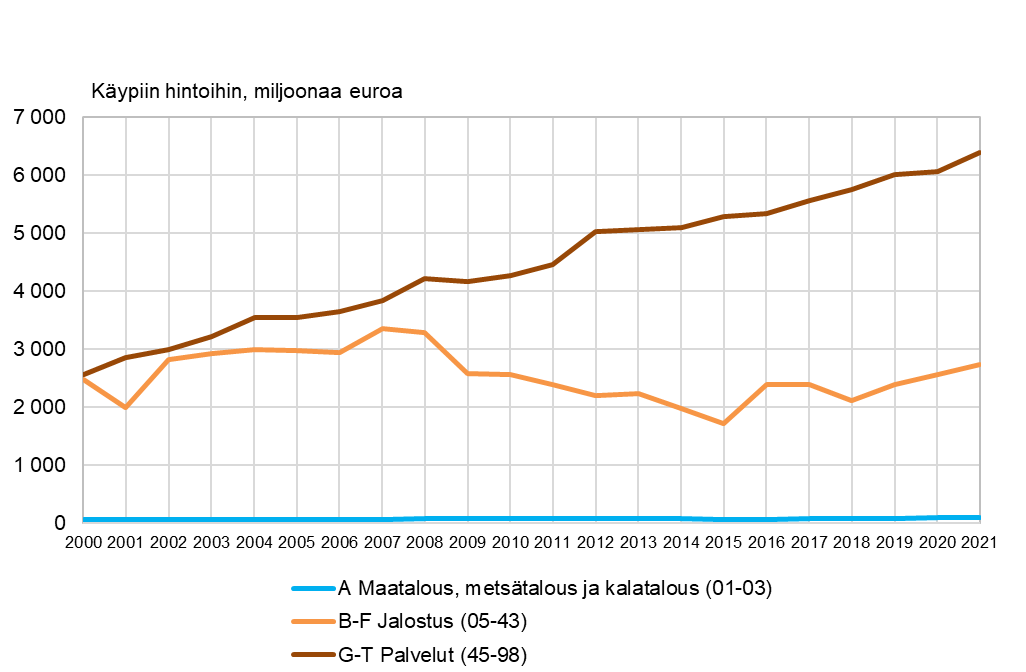 Käypiin hintoihin, miljoonaa euroa
7 000
6 000
5 000
4 000
3 000
2 000
1 000
0
2000 2001 2002 2003 2004 2005 2006 2007 2008 2009 2010 2011 2012 2013 2014 2015 2016 2017 2018 2019 2020 2021
A Maatalous, metsätalous ja kalatalous (01-03)
B-F Jalostus (05-43)
G-T Palvelut (45-98)